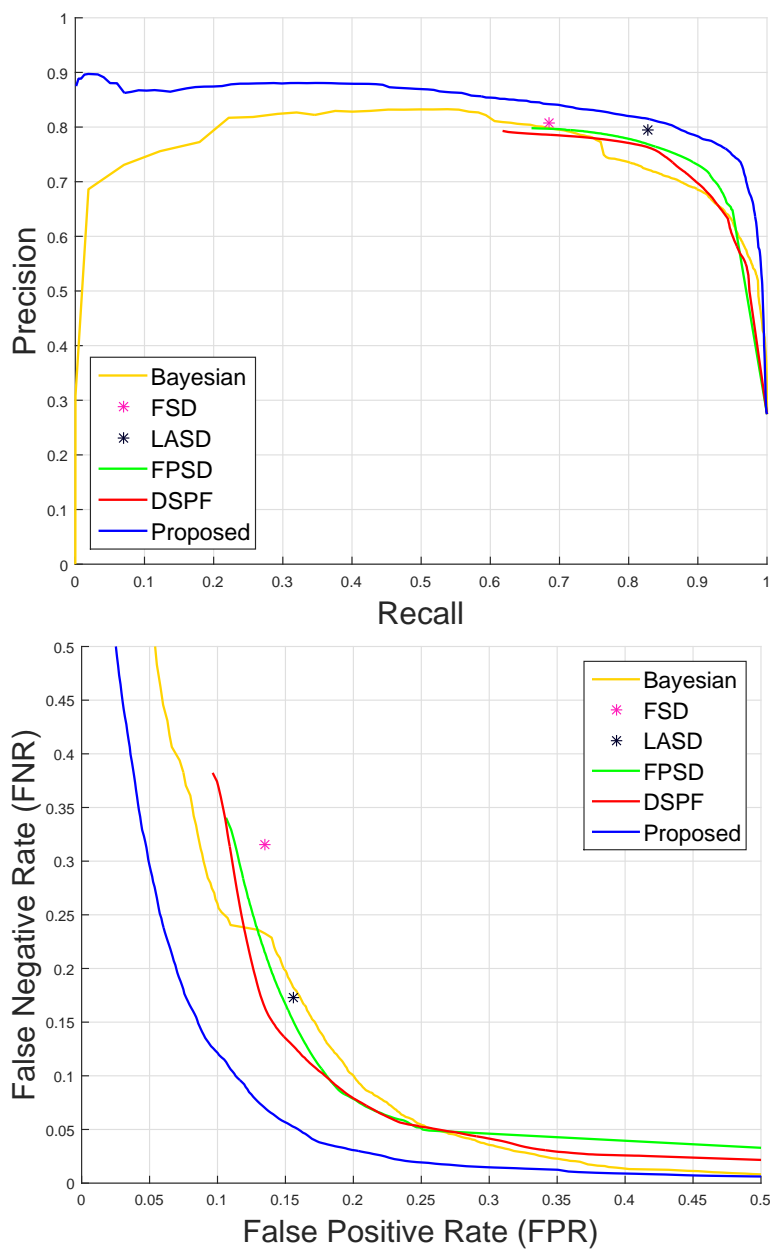 1
0.9
0.8
0.7
0.6
0.5
0.4
0.3
0.2
0.1
0
Precision
Bayesian
FSD
LASD
FPSD
DSPF
Proposed
0 0.1 0.2 0.3 0.4 0.5 0.6 0.7 0.8 0.9 1
Recall
0.5
0.45
0.4
0.35
0.3
0.25
0.2
0.15
0.1
0.05
0
False Negative Rate (FNR)
Bayesian
FSD
LASD
FPSD
DSPF
Proposed
0 0.05 0.1 0.15 0.2 0.25 0.3 0.35 0.4 0.45 0.5
False Positive Rate (FPR)